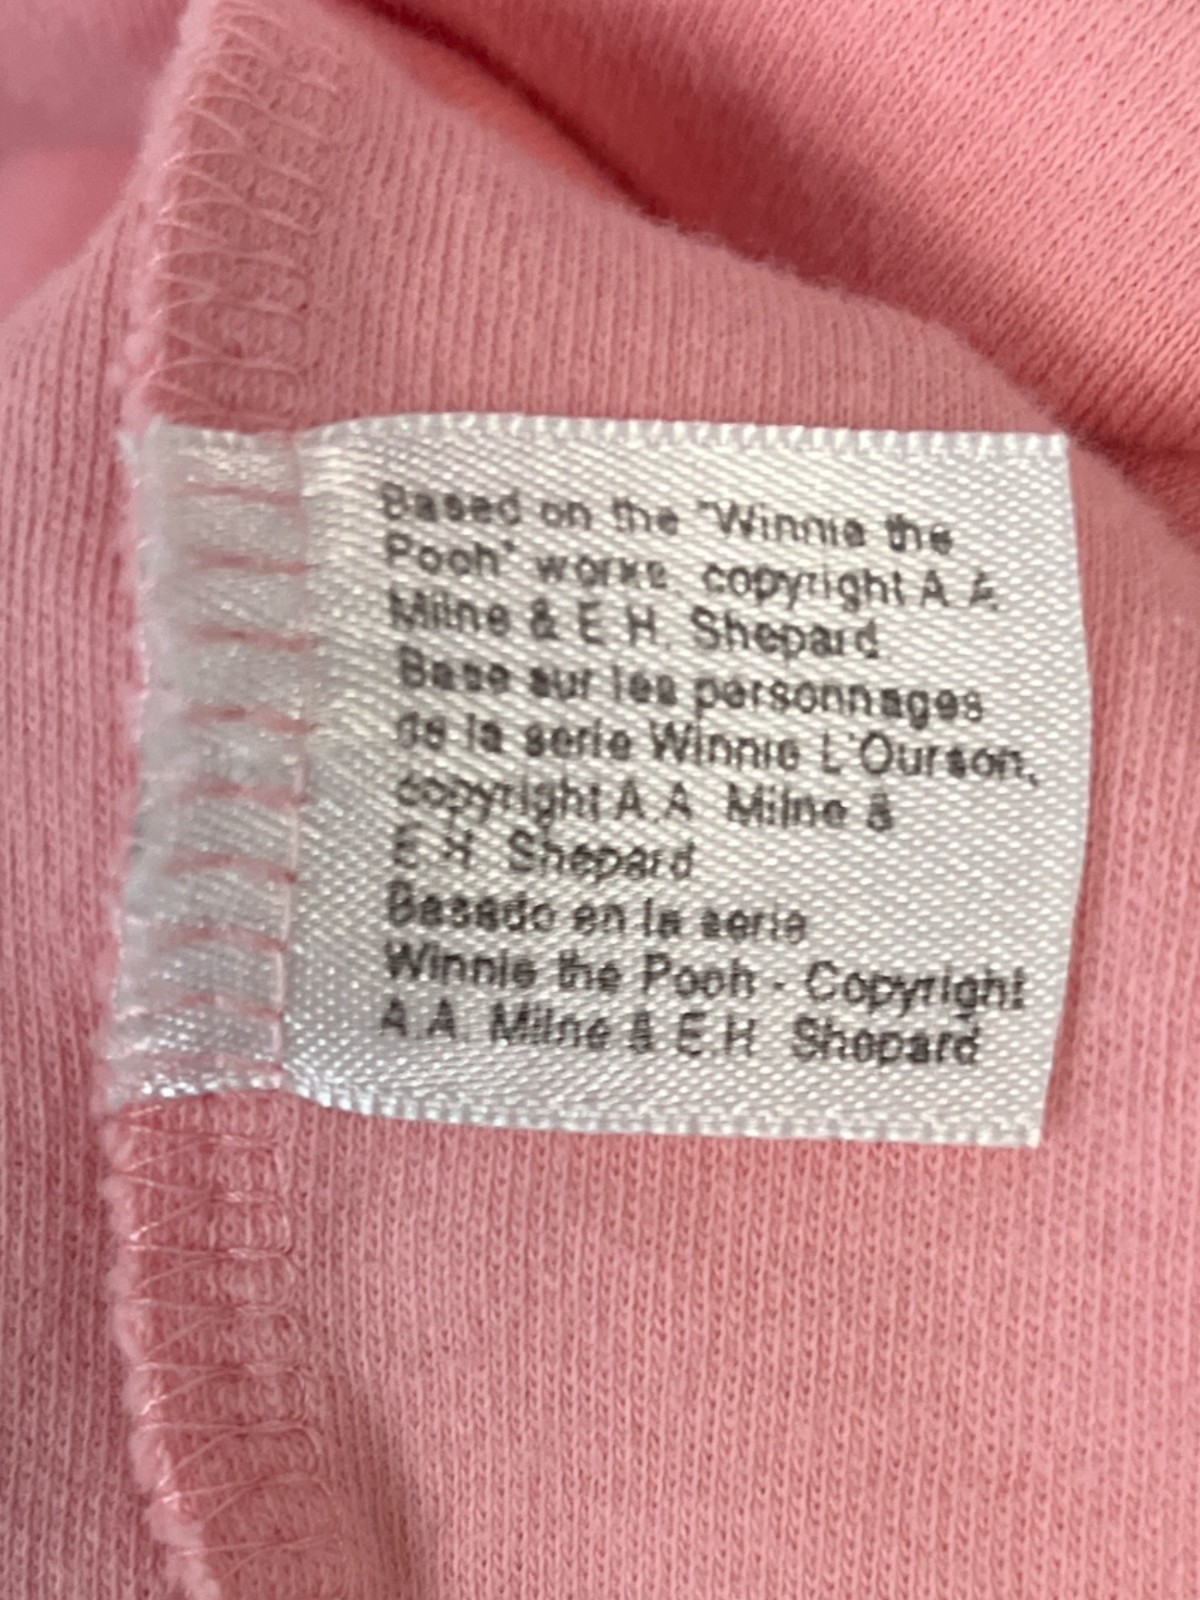 Based on the "Winnie the
Pooh" works, copyright A.A.
Milne & E.H. Shepard.
Base sur les personnages
de la serie Winnie L'Ourson,
copyright A.A. Milne &
E.H. Shepard
Basado en la serie
Winnie the Pooh - Copyright
A.A. Milne & E.H. Shepard